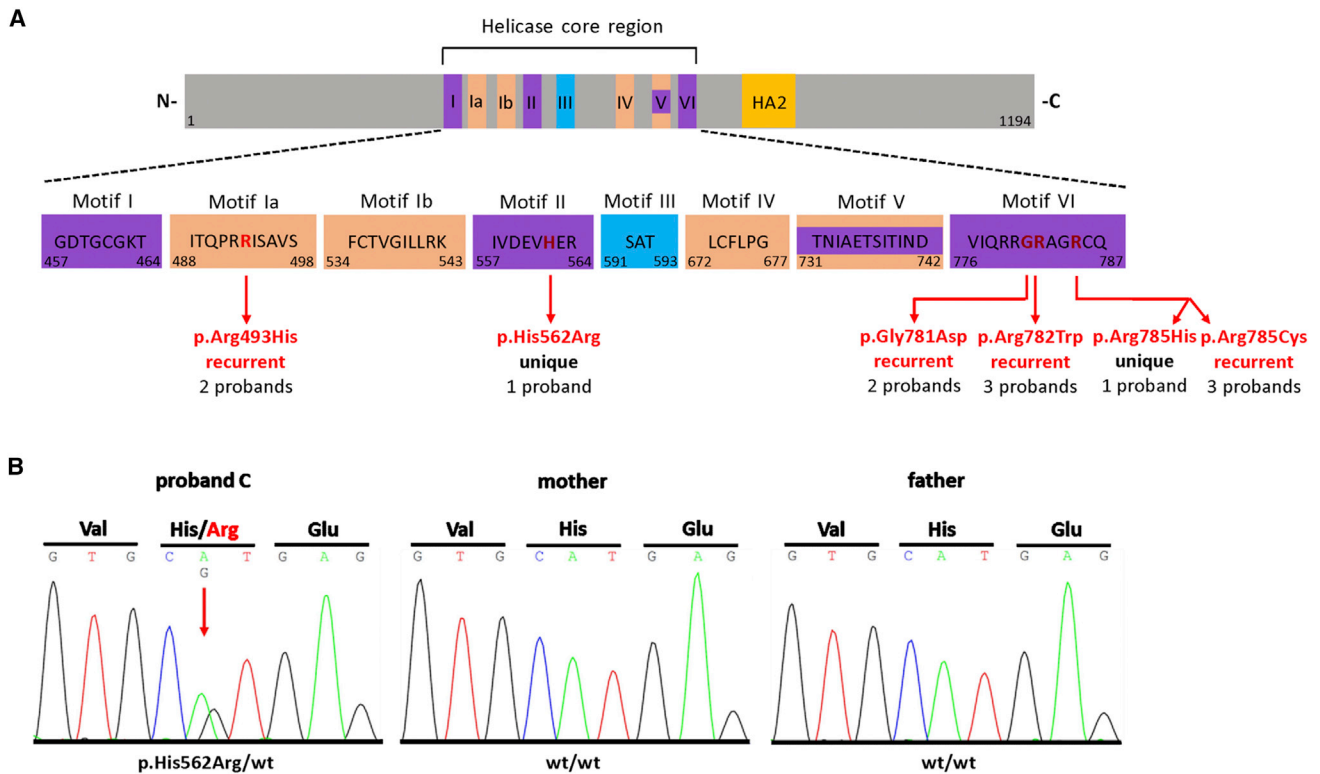 A
Helicase core region
N-
I Ia Ib II III IV V VI HA2
-C
1 1194
Motif I Motif Ia Motif Ib Motif II Motif III Motif IV Motif V Motif VI
GDTGCGKT ITQPRRISAVS FCTVGILLRK IVDEVHER SAT LCFLPG TNIAETSITIND VIQRRGRAGRCQ
457 464 488 498 534 543 557 564 591 593 672 677 731 742 776 787
p.Arg493His p.His562Arg p.Gly781Asp p.Arg782Trp p.Arg785His p.Arg785Cys
recurrent unique recurrent recurrent unique recurrent
2 probands 1 proband 2 probands 3 probands 1 proband 3 probands
B
proband C mother father
Val His/Arg Glu Val His Glu Val His Glu
G T G C A T G A G G T G C A T G A G G T G C A T G A G
G
p.His562Arg/wt wt/wt wt/wt